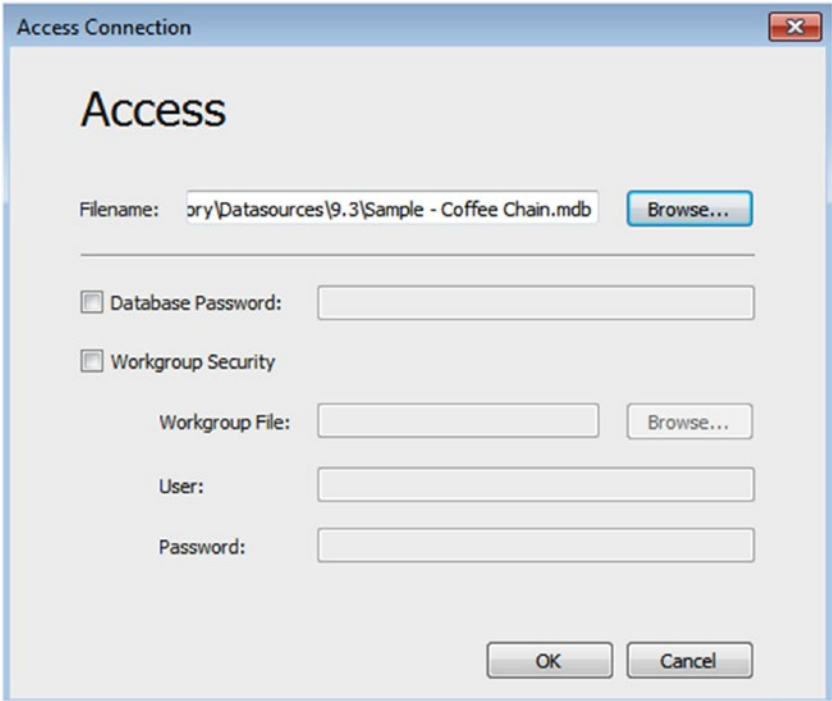 Access Connection
Access
Filename: ory\Datasources\9.3\Sample - Coffee Chain.mdb Browse...
Database Password:
Workgroup Security
Workgroup File: Browse...
User:
Password:
OK Cancel